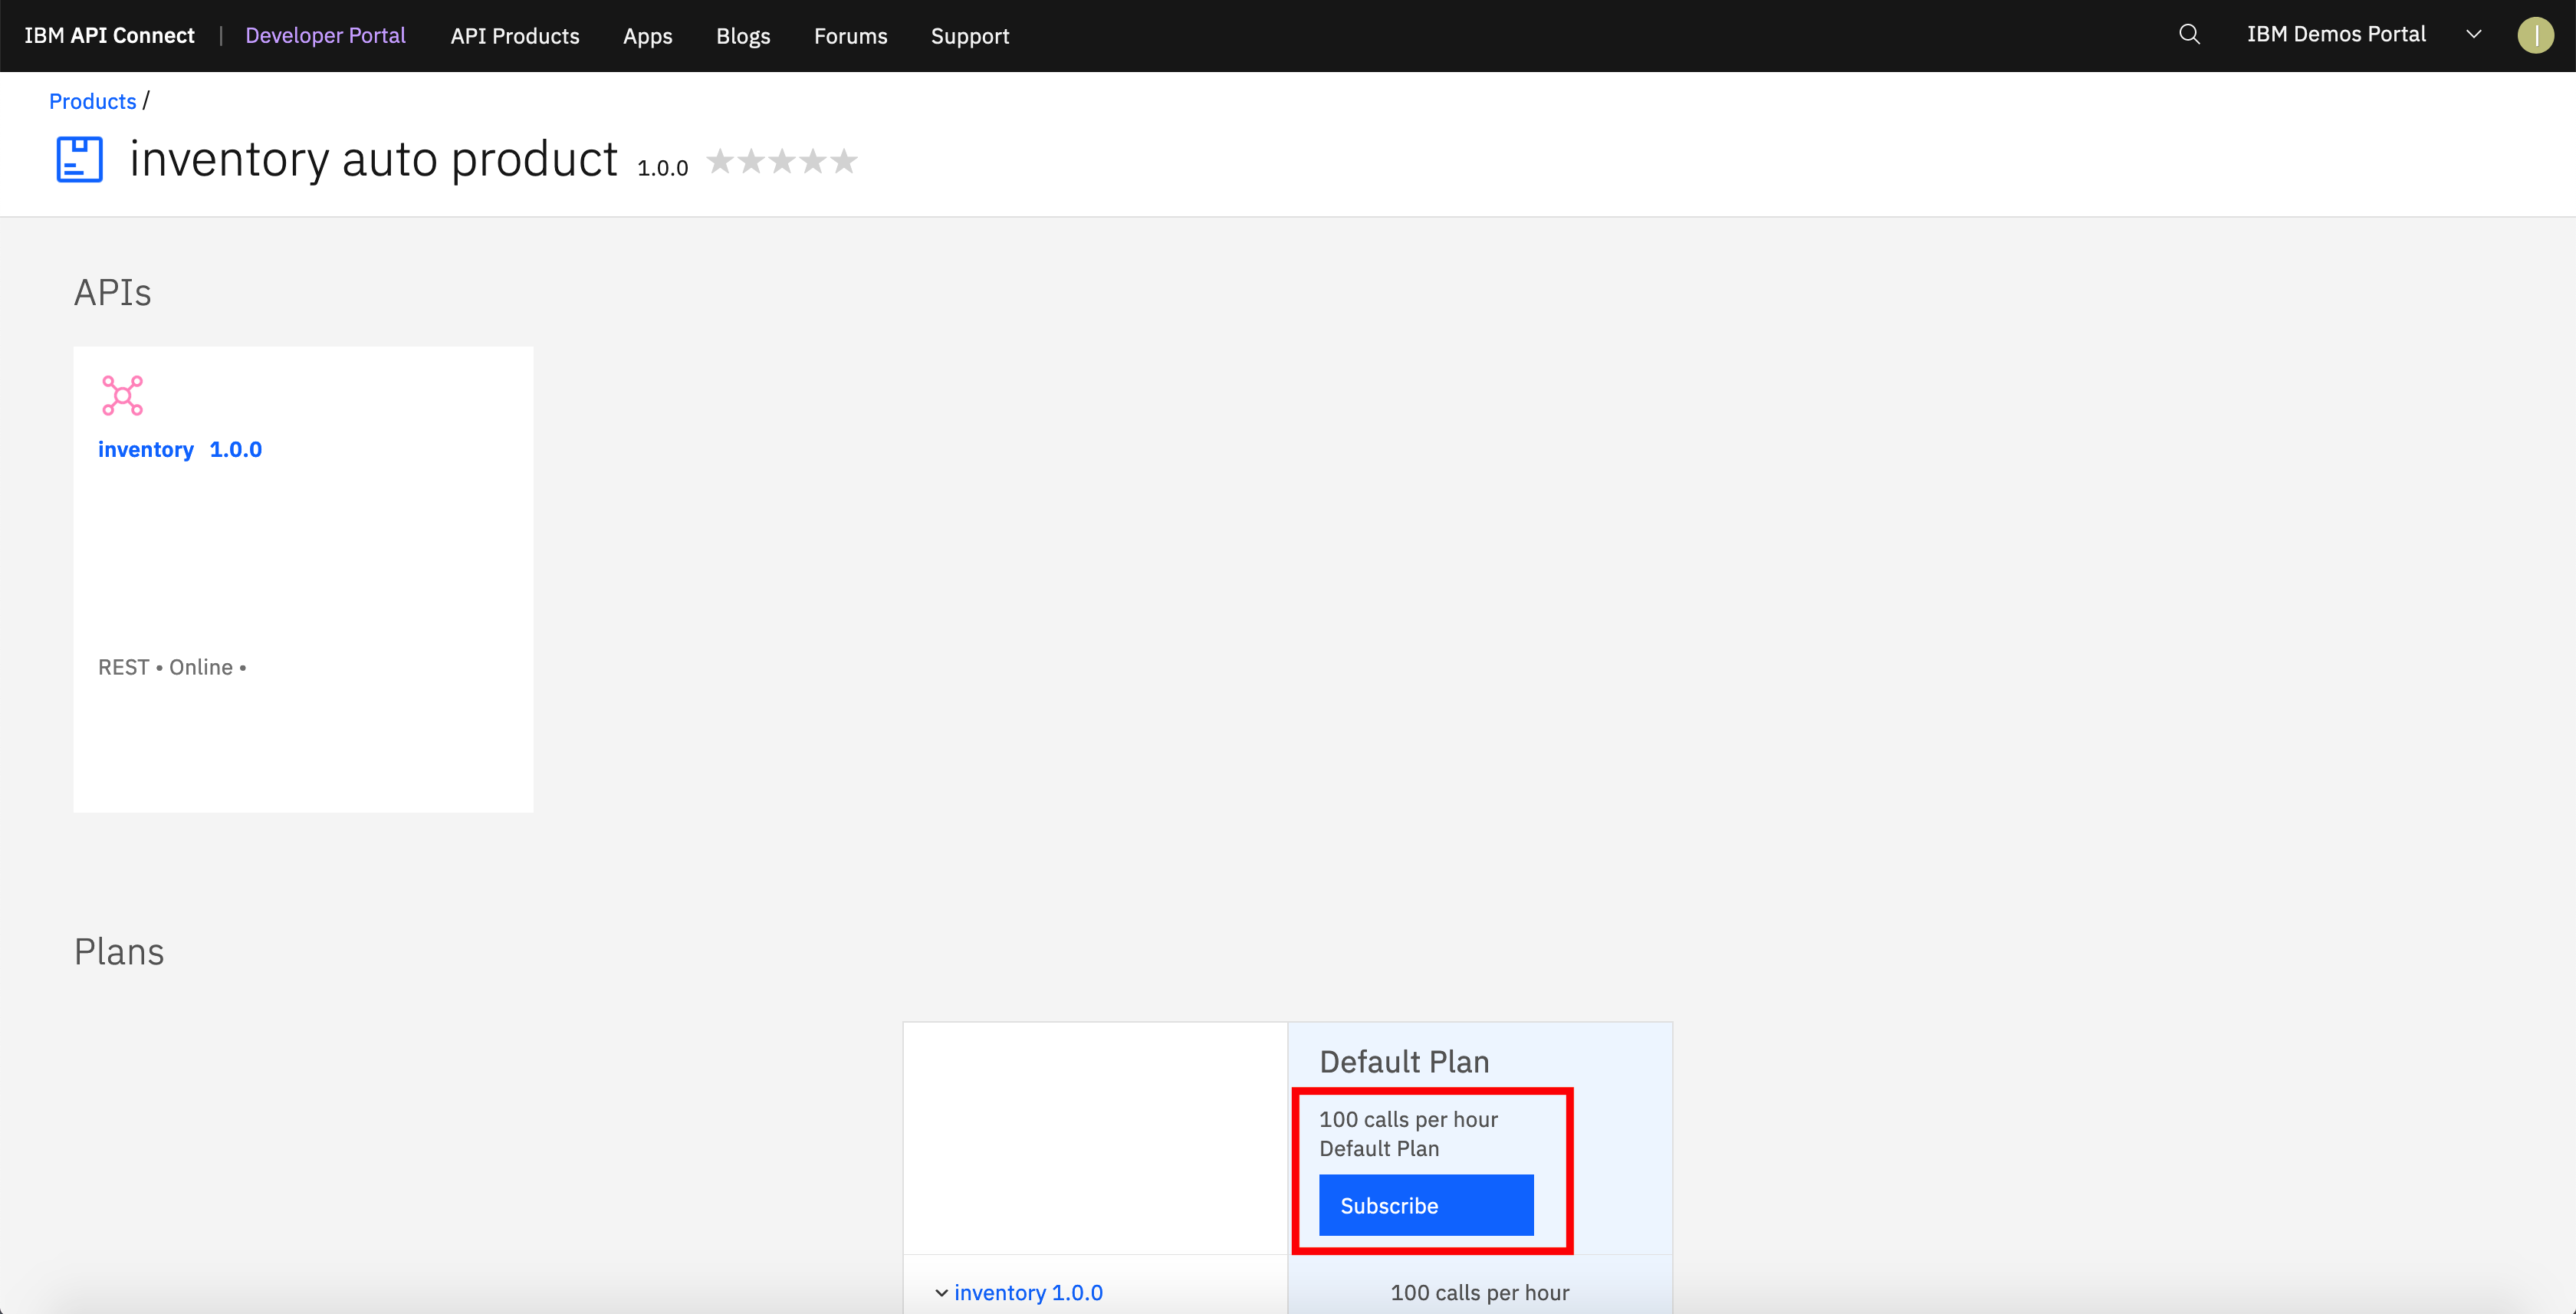 IBM API Connect | Developer Portal API Products Apps Blogs Forums Support IBM Demos Portal
Products /
inventory auto product 1.0.0
APIs
inventory 1.0.0
REST • Online •
Plans
Default Plan
100 calls per hour
Default Plan
Subscribe
inventory 1.0.0 100 calls per hour